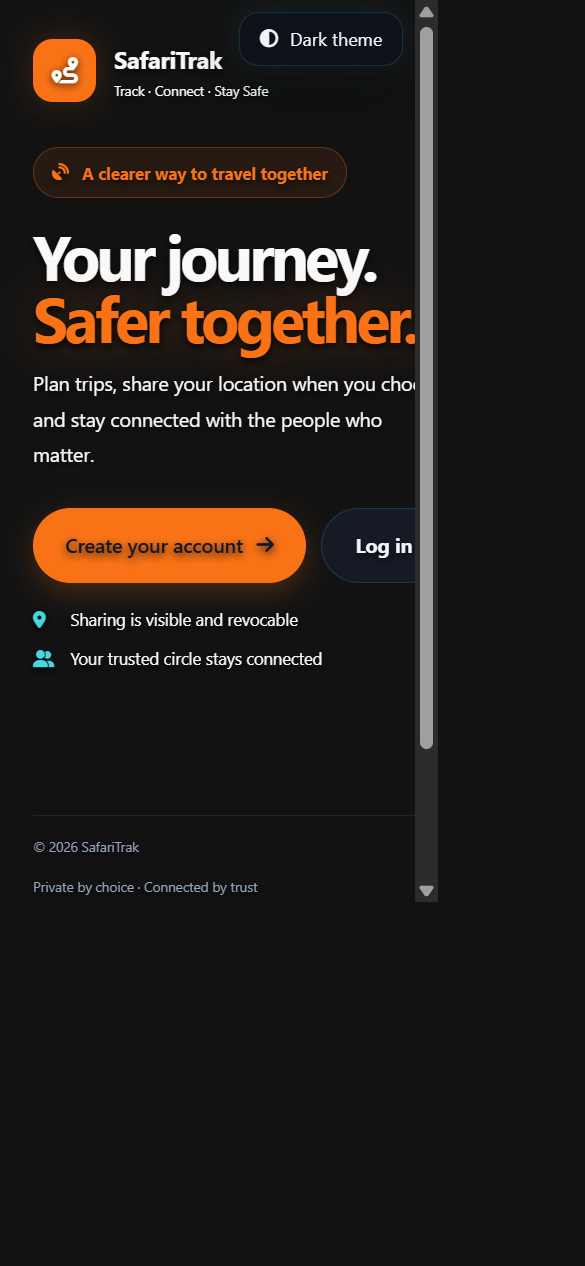 Dark theme
SafariTrak
Track · Connect · Stay Safe
A clearer way to travel together
Your journey.
Safer together.
Plan trips, share your location when you
and stay connected with the people who
matter.
Create your account
Log in
Sharing is visible and revocable
Your trusted circle stays connected
© 2026 SafariTrak
Private by choice · Connected by trust